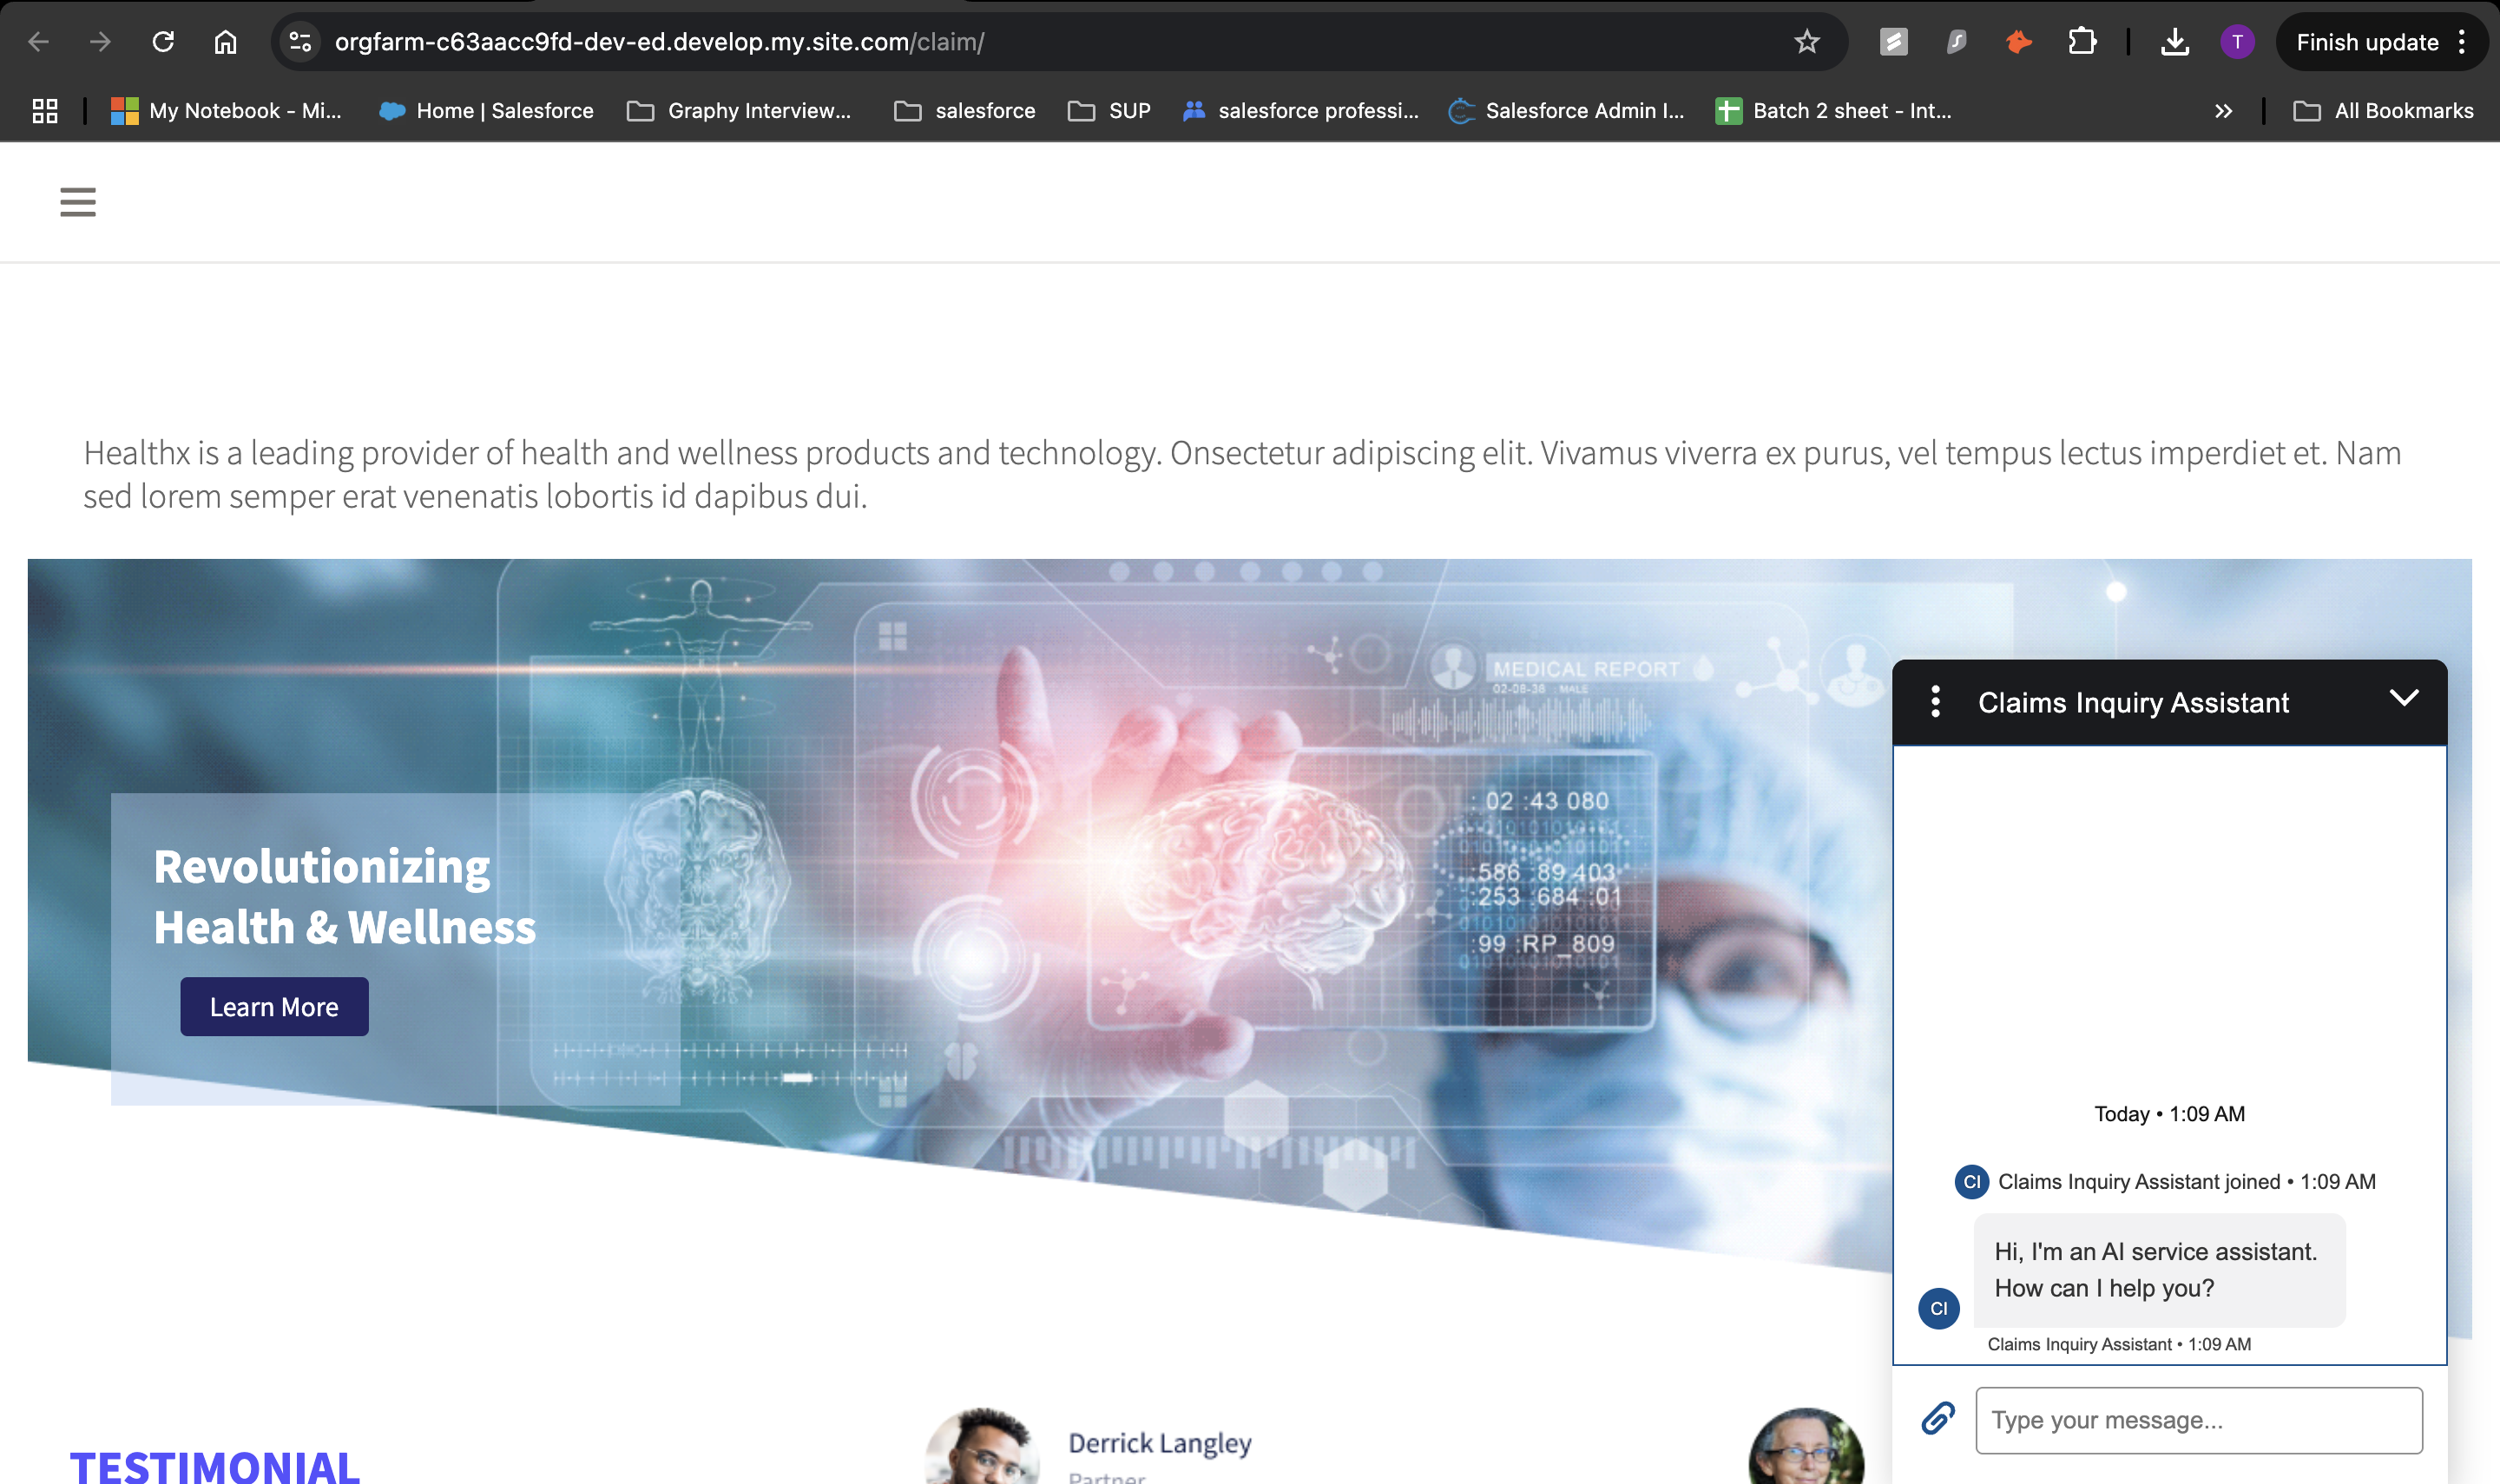 orgfarm-c63aacc9fd-dev-ed.develop.my.site.com/claim/
T
Finish update
My Notebook - Mi...
Home | Salesforce
Graphy Interview...
salesforce
SUP
salesforce professi...
Salesforce Admin I...
Batch 2 sheet - Int...
All Bookmarks
Healthx is a leading provider of health and wellness products and technology. Onsectetur adipiscing elit. Vivamus viverra ex purus, vel tempus lectus imperdiet et. Nam
sed lorem semper erat venenatis lobortis id dapibus dui.
MEDICAL REPORT
02-08-38 MALE
: 02 :43 080
:586 :89 403
:253 :684 :01
:99 :RP_809
Revolutionizing
Health & Wellness
Learn More
Claims Inquiry Assistant
Today • 1:09 AM
CI Claims Inquiry Assistant joined • 1:09 AM
Hi, I'm an AI service assistant.
How can I help you?
CI
Claims Inquiry Assistant • 1:09 AM
Type your message...
TESTIMONIAL
Derrick Langley
Partner